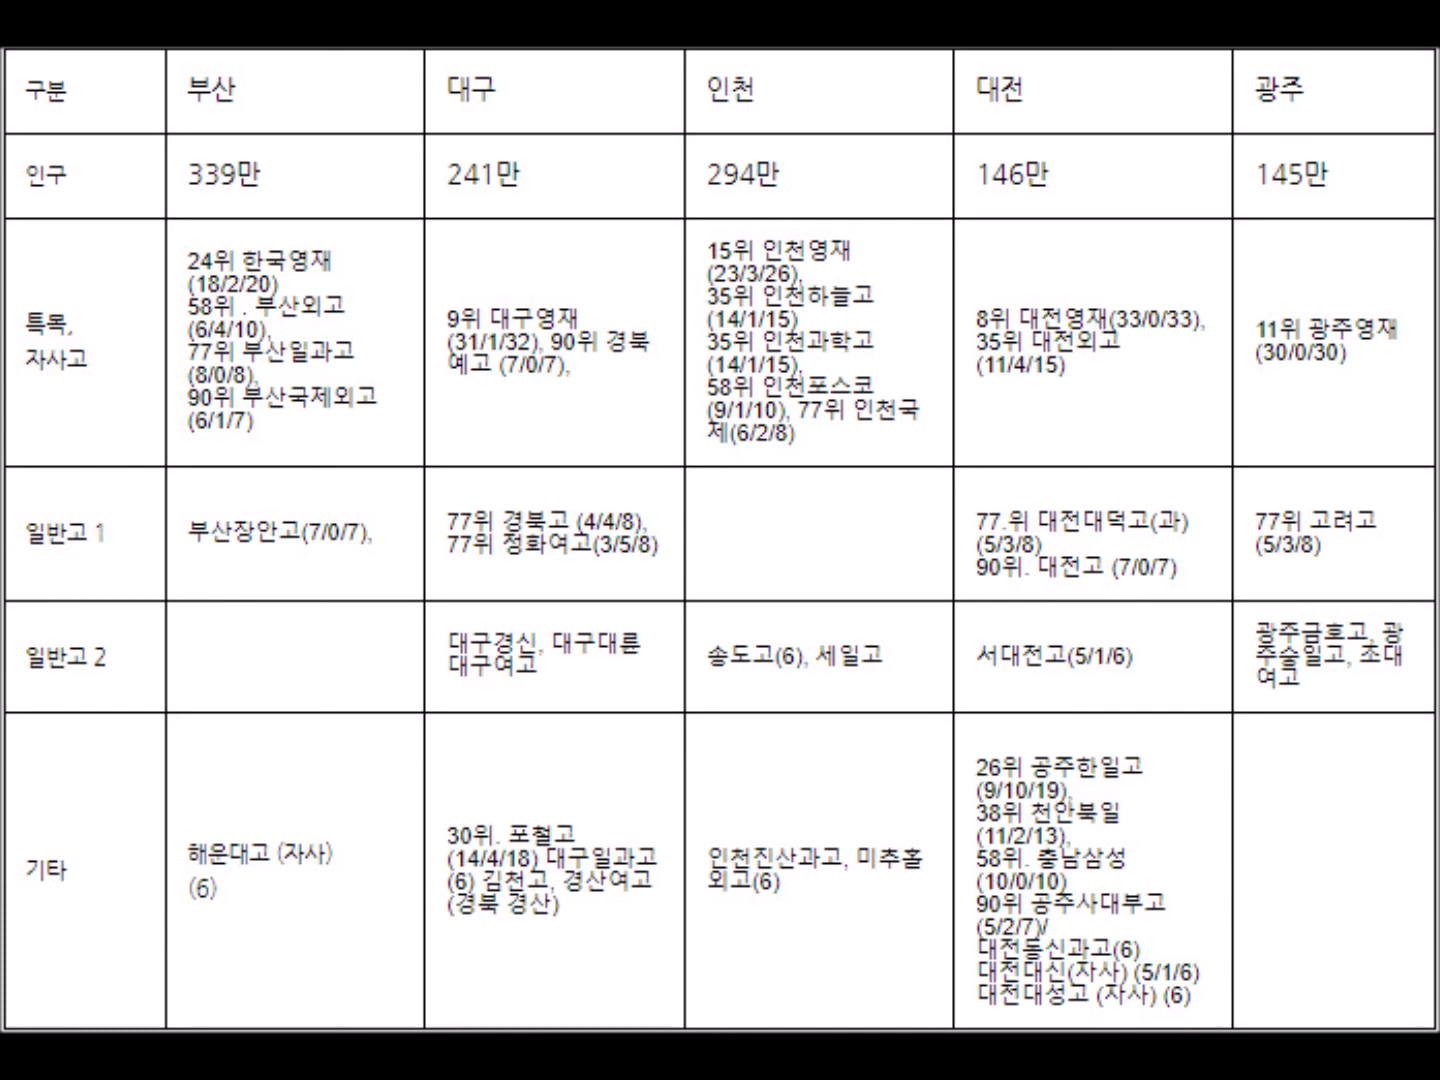 구분
부산
대구
인천
대전
광주
인구
339만
241만
294만
146만
145만
특목,
자사고
24위 한국영재
(18/2/20)
58위 . 부산외고
(6/4/10),
77위 부산일과고
(8/0/8),
90위 부산국제외고
(6/1/7)
9위 대구영재
(31/1/32), 90위 경북
예고 (7/0/7),
15위 인천영재
(23/3/26),
35위 인천하늘고
(14/1/15)
35위 인천과학고
(14/1/15),
58위 인천포스코
(9/1/10), 77위 인천국
제(6/2/8)
8위 대전영재(33/0/33),
35위 대전외고
(11/4/15)
11위 광주영재
(30/0/30)
일반고 1
부산장안고(7/0/7),
77위 경북고 (4/4/8),
77위 정화여고(3/5/8)
77.위 대전대덕고(과)
(5/3/8)
90위. 대전고 (7/0/7)
77위 고려고
(5/3/8)
일반고 2
대구경신, 대구대륜
대구여고
송도고(6), 세일고
서대전고(5/1/6)
광주금호고, 광
주숭일고, 조대
여고
기타
해운대고 (자사)
(6)
30위. 포철고
(14/4/18) 대구일과고
(6) 김천고, 경산여고
(경북 경산)
인천진산과고, 미추홀
외고(6)
26위 공주한일고
(9/10/19),
38위 천안북일
(11/2/13),
58위. 충남삼성
(10/0/10)
90위 공주사대부고
(5/2/7)/
대전동신과고(6)
대전대신(자사) (5/1/6)
대전대성고 (자사) (6)